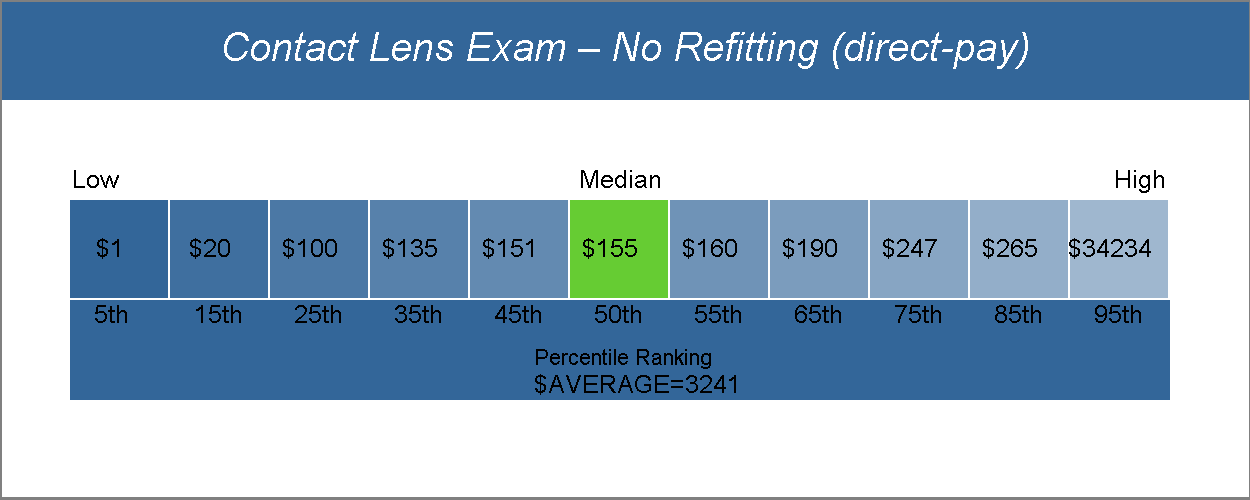 Contact Lens Exam – No Refitting (direct-pay)
Low Median High
$1 $20 $100 $135 $151 $155 $160 $190 $247 $265 $34234
5th 15th 25th 35th 45th 50th 55th 65th 75th 85th 95th
Percentile Ranking
$AVERAGE=3241